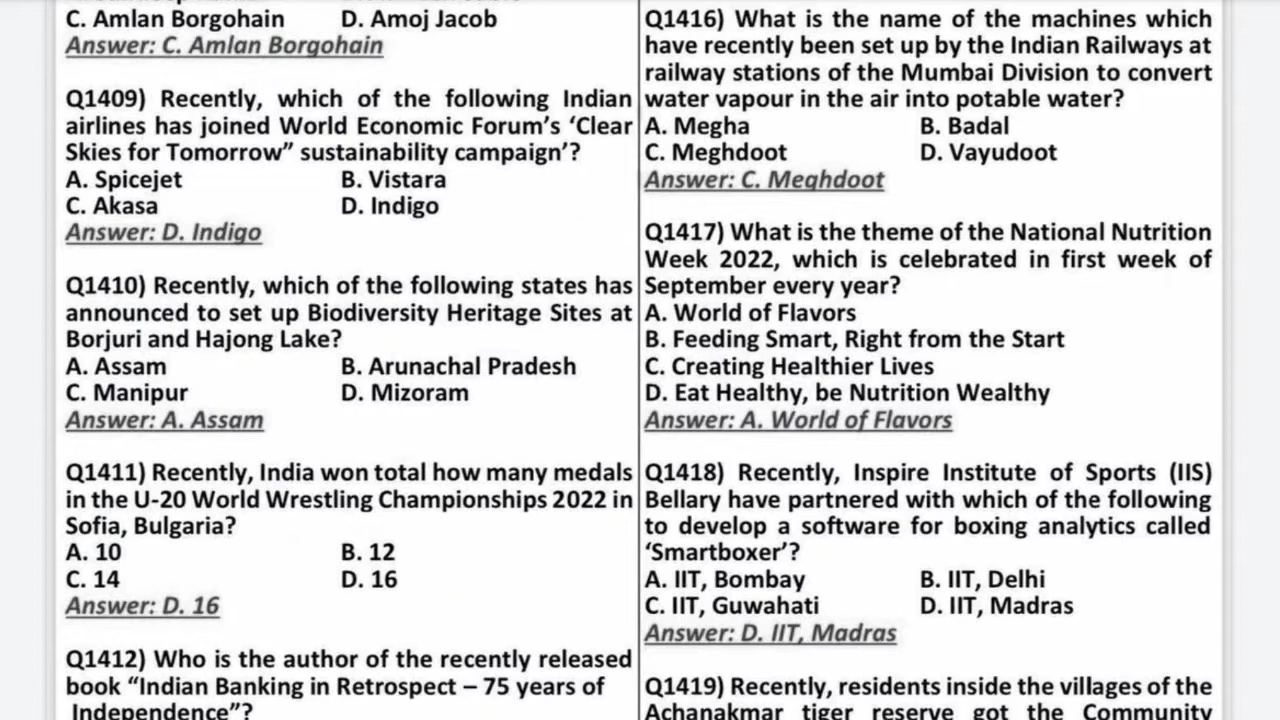 C. Amlan Borgohain D. Amoj Jacob
Answer: C. Amlan Borgohain
Q1409) Recently, which of the following Indian
airlines has joined World Economic Forum's 'Clear
Skies for Tomorrow" sustainability campaign'?
A. Spicejet B. Vistara
C. Akasa D. Indigo
Answer: D. Indigo
Q1410) Recently, which of the following states has
announced to set up Biodiversity Heritage Sites at
Borjuri and Hajong Lake?
A. Assam B. Arunachal Pradesh
C. Manipur D. Mizoram
Answer: A. Assam
Q1411) Recently, India won total how many medals
in the U-20 World Wrestling Championships 2022 in
Sofia, Bulgaria?
A. 10 B. 12
C. 14 D. 16
Answer: D. 16
Q1412) Who is the author of the recently released
book "Indian Banking in Retrospect – 75 years of
Independence"?
Q1416) What is the name of the machines which
have recently been set up by the Indian Railways at
railway stations of the Mumbai Division to convert
water vapour in the air into potable water?
A. Megha B. Badal
C. Meghdoot D. Vayudoot
Answer: C. Meghdoot
Q1417) What is the theme of the National Nutrition
Week 2022, which is celebrated in first week of
September every year?
A. World of Flavors
B. Feeding Smart, Right from the Start
C. Creating Healthier Lives
D. Eat Healthy, be Nutrition Wealthy
Answer: A. World of Flavors
Q1418) Recently, Inspire Institute of Sports (IIS)
Bellary have partnered with which of the following
to develop a software for boxing analytics called
'Smartboxer'?
A. IIT, Bombay B. IIT, Delhi
C. IIT, Guwahati D. IIT, Madras
Answer: D. IIT, Madras
Q1419) Recently, residents inside the villages of the
Achanakmar tiger reserve got the Community